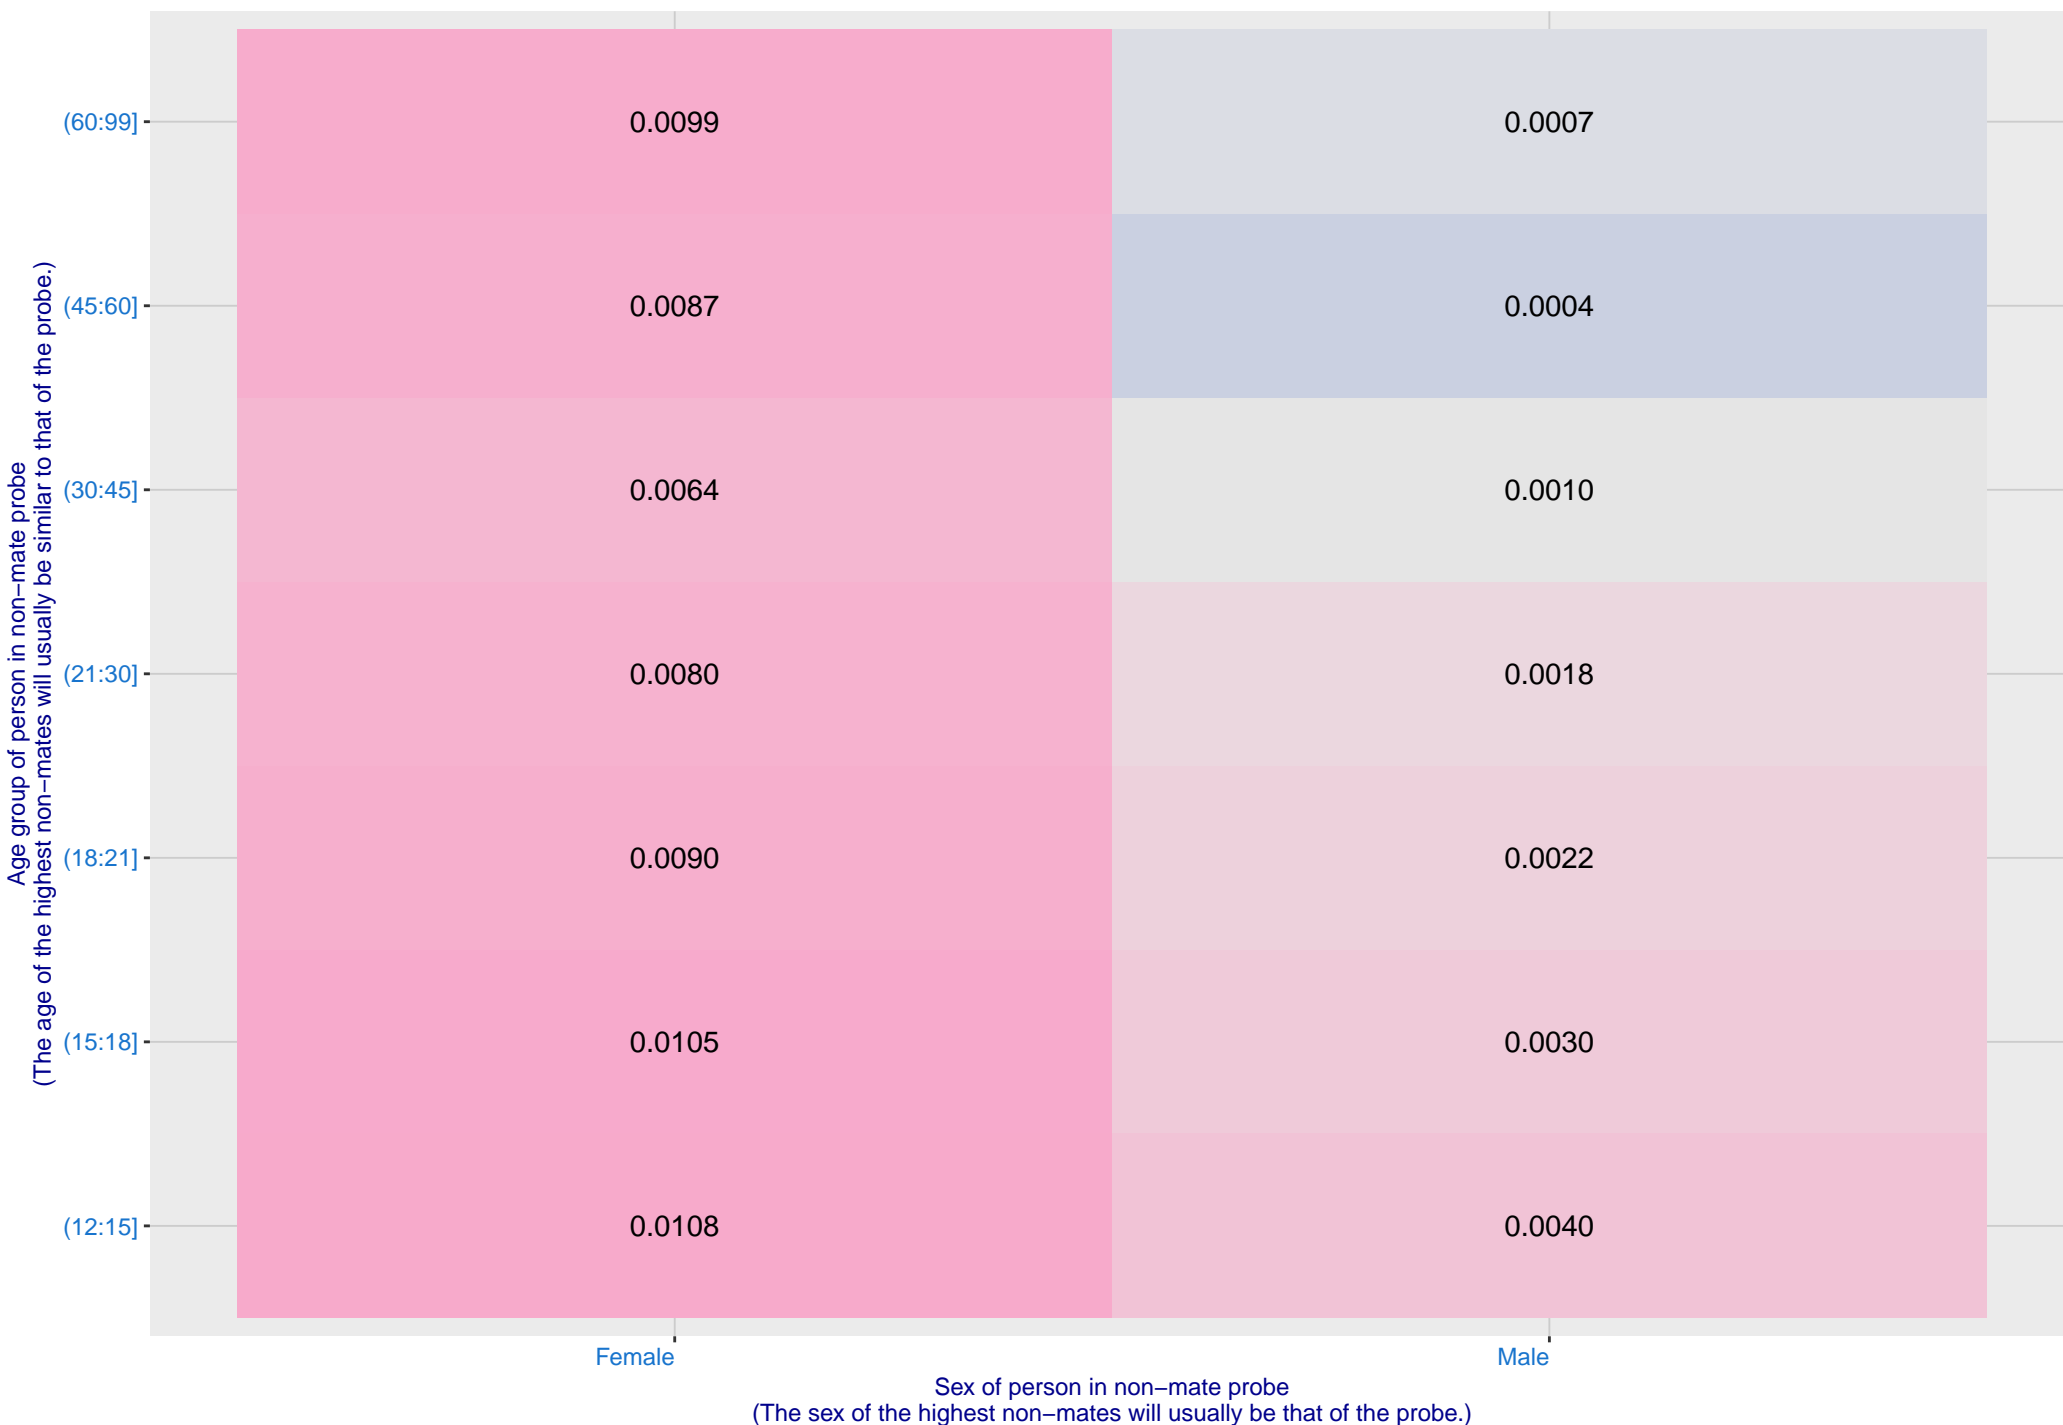 Age group of person in non−mate probe
(The age of the highest non−mates will usually be similar to that of the probe.)
(60:99] 0.0099 0.0007
(45:60] 0.0087 0.0004
(30:45] 0.0064 0.0010
(21:30] 0.0080 0.0018
(18:21] 0.0090 0.0022
(15:18] 0.0105 0.0030
(12:15] 0.0108 0.0040
Female Male
Sex of person in non−mate probe
(The sex of the highest non−mates will usually be that of the probe.)